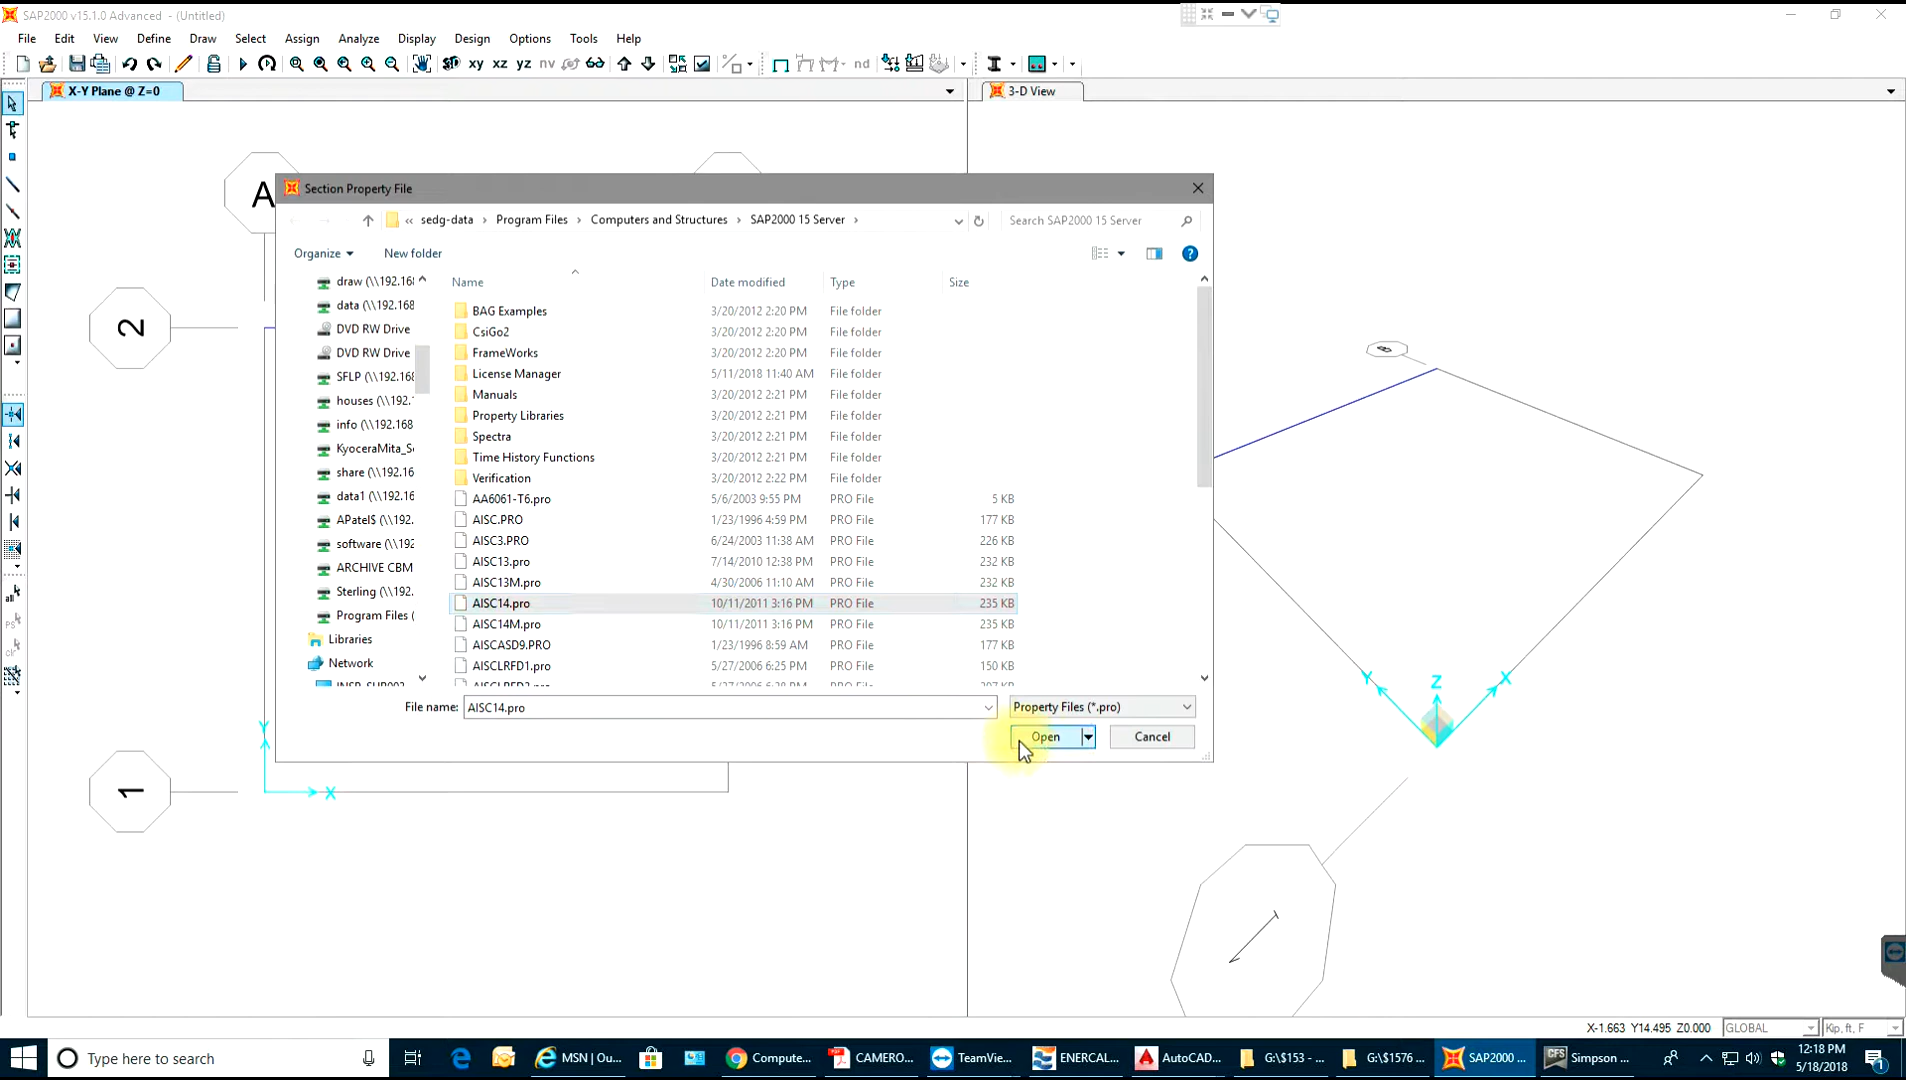 SAP2000 v15.1.0 Advanced - (Untitled)
File Edit View Define Draw Select Assign Analyze Display Design Options Tools Help
xy xz yz nv nd
X-Y Plane @ Z=0
3-D View
A
2
1
Y
X
Section Property File
« sedg-data › Program Files › Computers and Structures › SAP2000 15 Server ›
Search SAP2000 15 Server
Organize New folder
Name Date modified Type Size
draw (\\192.168
data (\\192.168
DVD RW Drive
DVD RW Drive
SFLP (\\192.168
houses (\\192.
info (\\192.168
KyoceraMita_Se
share (\\192.16
data1 (\\192.16
APatel$ (\\192.
software (\\192
ARCHIVE CBM
Sterling (\\192.
Program Files (
Libraries
Network
BAG Examples 3/20/2012 2:20 PM File folder
CsiGo2 3/20/2012 2:20 PM File folder
FrameWorks 3/20/2012 2:20 PM File folder
License Manager 5/11/2018 11:40 AM File folder
Manuals 3/20/2012 2:21 PM File folder
Property Libraries 3/20/2012 2:21 PM File folder
Spectra 3/20/2012 2:21 PM File folder
Time History Functions 3/20/2012 2:21 PM File folder
Verification 3/20/2012 2:22 PM File folder
AA6061-T6.pro 5/6/2003 9:55 PM PRO File 5 KB
AISC.PRO 1/23/1996 4:59 PM PRO File 177 KB
AISC3.PRO 6/24/2003 11:38 AM PRO File 226 KB
AISC13.pro 7/14/2010 12:38 PM PRO File 232 KB
AISC13M.pro 4/30/2006 11:10 AM PRO File 232 KB
AISC14.pro 10/11/2011 3:16 PM PRO File 235 KB
AISC14M.pro 10/11/2011 3:16 PM PRO File 235 KB
AISCASD9.PRO 1/23/1996 8:59 AM PRO File 177 KB
AISCLRFD1.pro 5/27/2006 6:25 PM PRO File 150 KB
File name: AISC14.pro
Property Files (*.pro)
Open Cancel
Y Z X
1
X-1.663 Y14.495 Z0.000 GLOBAL Kip, ft, F
Type here to search
MSN | Ou...
Compute...
CAMERO...
TeamVie...
ENERCAL...
AutoCAD...
G:\$153 - ...
G:\$1576 ...
SAP2000 ...
CFS
Simpson ...
12:18 PM
5/18/2018
1